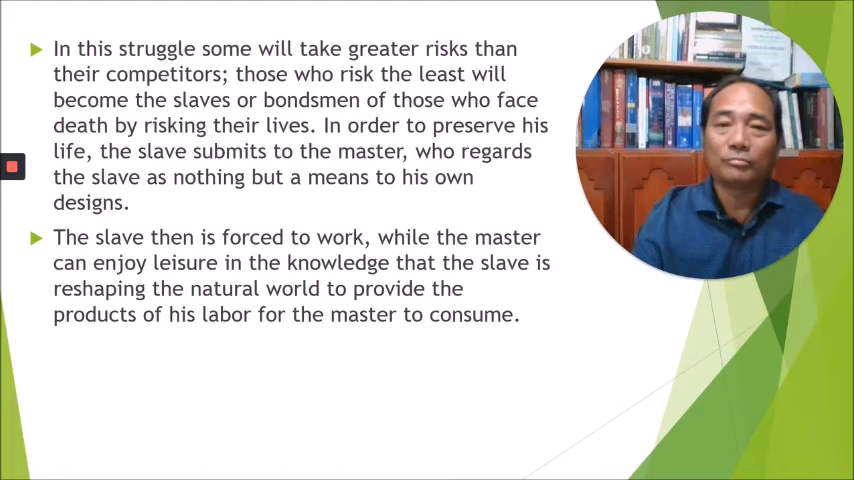 In this struggle some will take greater risks than
their competitors; those who risk the least will
become the slaves or bondsmen of those who face
death by risking their lives. In order to preserve his
life, the slave submits to the master, who regards
the slave as nothing but a means to his own
designs.
The slave then is forced to work, while the master
can enjoy leisure in the knowledge that the slave is
reshaping the natural world to provide the
products of his labor for the master to consume.